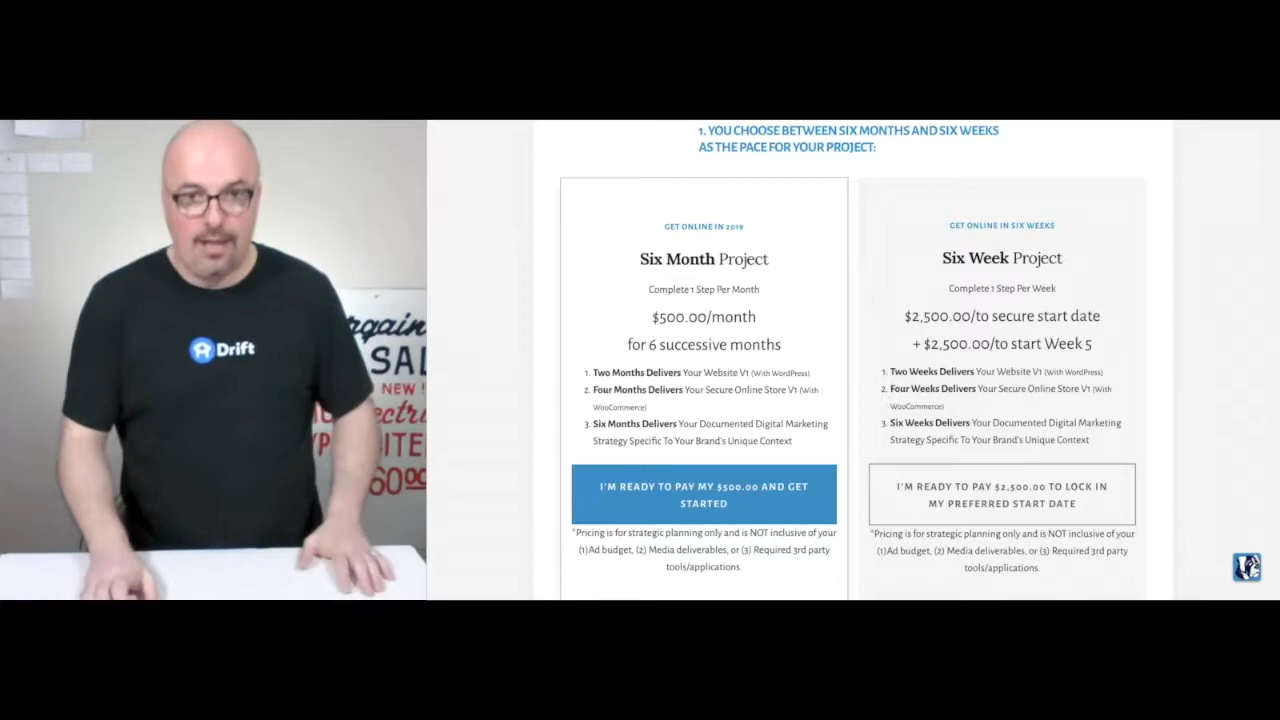 Drift
rgain
SAL
NEW !
ectri
YP
ITE
60⁰⁰
1. YOU CHOOSE BETWEEN SIX MONTHS AND SIX WEEKS
AS THE PACE FOR YOUR PROJECT:
GET ONLINE IN 2019
Six Month Project
Complete 1 Step Per Month
$500.00/month
for 6 successive months
1. Two Months Delivers Your Website V1 (With WordPress)
2. Four Months Delivers Your Secure Online Store V1 (With
WooCommerce)
3. Six Months Delivers Your Documented Digital Marketing
Strategy Specific To Your Brand's Unique Context
I'M READY TO PAY MY $500.00 AND GET
STARTED
*Pricing is for strategic planning only and is NOT inclusive of your
(1)Ad budget, (2) Media deliverables, or (3) Required 3rd party
tools/applications.
GET ONLINE IN SIX WEEKS
Six Week Project
Complete 1 Step Per Week
$2,500.00/to secure start date
+ $2,500.00/to start Week 5
1. Two Weeks Delivers Your Website V1 (With WordPress)
2. Four Weeks Delivers Your Secure Online Store V1 (With
WooCommerce)
3. Six Weeks Delivers Your Documented Digital Marketing
Strategy Specific To Your Brand's Unique Context
I'M READY TO PAY $2,500.00 TO LOCK IN
MY PREFERRED START DATE
*Pricing is for strategic planning only and is NOT inclusive of your
(1)Ad budget, (2) Media deliverables, or (3) Required 3rd party
tools/applications.